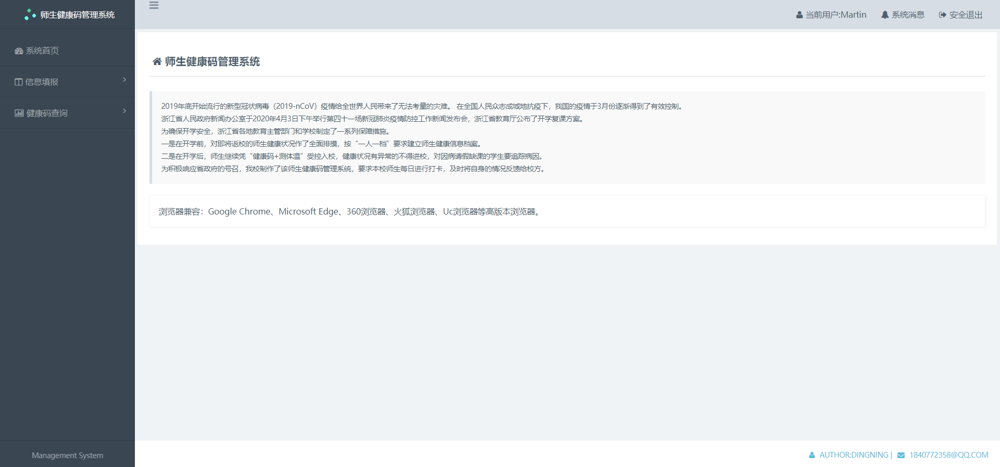 师生健康码管理系统
当前用户:Martin
系统消息
安全退出
系统首页
信息填报
健康码查询
师生健康码管理系统
2019年底开始流行的新型冠状病毒（2019-nCoV）疫情给全世界人民带来了无法考量的灾难。 在全国人民众志成城地抗疫下，我国的疫情于3月份逐渐得到了有效控制。
浙江省人民政府新闻办公室于2020年4月3日下午举行第四十一场新冠肺炎疫情防控工作新闻发布会，浙江省教育厅公布了开学复课方案。
为确保开学安全，浙江省各地教育主管部门和学校制定了一系列保障措施。
一是在开学前，对即将返校的师生健康状况作了全面排摸，按“一人一档”要求建立师生健康信息档案。
二是在开学后，师生继续凭“健康码+测体温”受控入校，健康状况有异常的不得进校，对因病请假缺课的学生要追踪病因。
为积极响应省政府的号召，我校制作了该师生健康码管理系统，要求本校师生每日进行打卡，及时将自身的情况反馈给校方。
浏览器兼容：Google Chrome、Microsoft Edge、360浏览器、火狐浏览器、Uc浏览器等高版本浏览器。
Management System
AUTHOR:DINGNING | 1840772358@QQ.COM